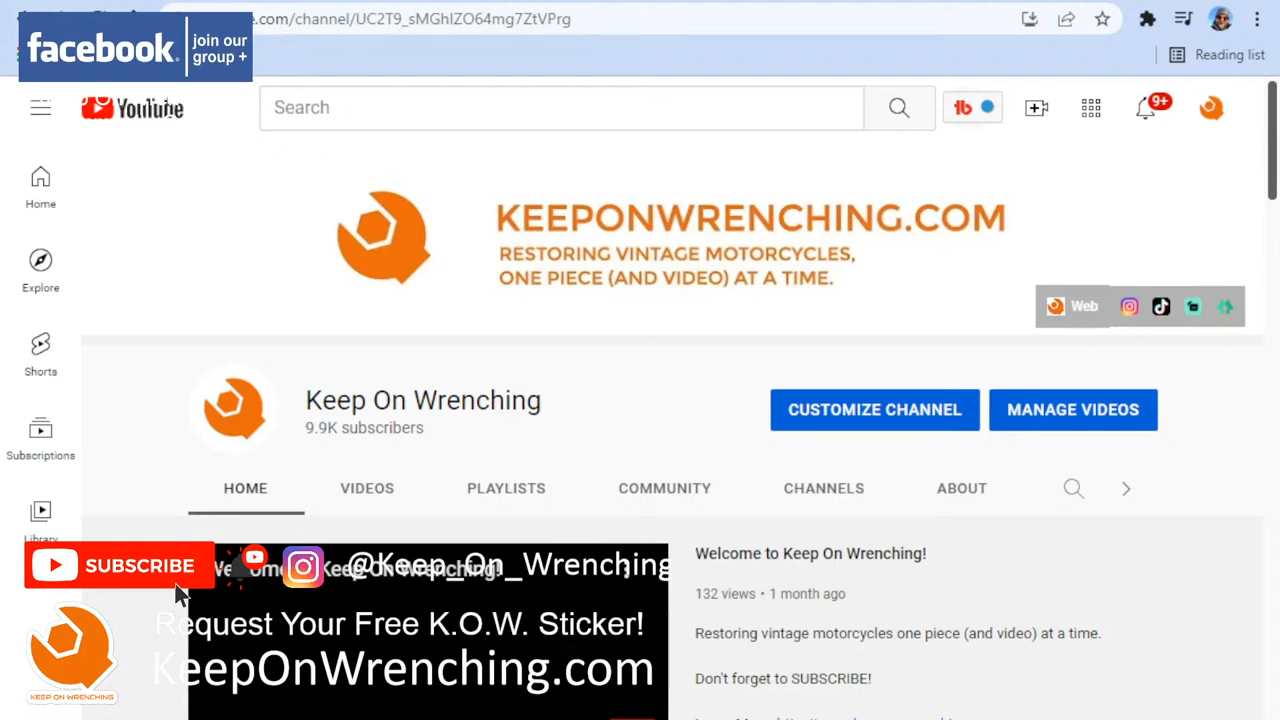 .com/channel/UC2T9_sMGhIZO64mg7ZtVPrg
facebook.
join our
group +
Reading list
YouTube
Search
9+
KEEPONWRENCHING.COM
RESTORING VINTAGE MOTORCYCLES,
ONE PIECE (AND VIDEO) AT A TIME.
Web
Home
Explore
Shorts
Subscriptions
Library
Keep On Wrenching
9.9K subscribers
CUSTOMIZE CHANNEL
MANAGE VIDEOS
HOME
VIDEOS
PLAYLISTS
COMMUNITY
CHANNELS
ABOUT
SUBSCRIBE
@Keep_On_Wrenching
Request Your Free K.O.W. Sticker!
KeepOnWrenching.com
KEEP ON WRENCHING
Welcome to Keep On Wrenching!
132 views • 1 month ago
Restoring vintage motorcycles one piece (and video) at a time.
Don't forget to SUBSCRIBE!